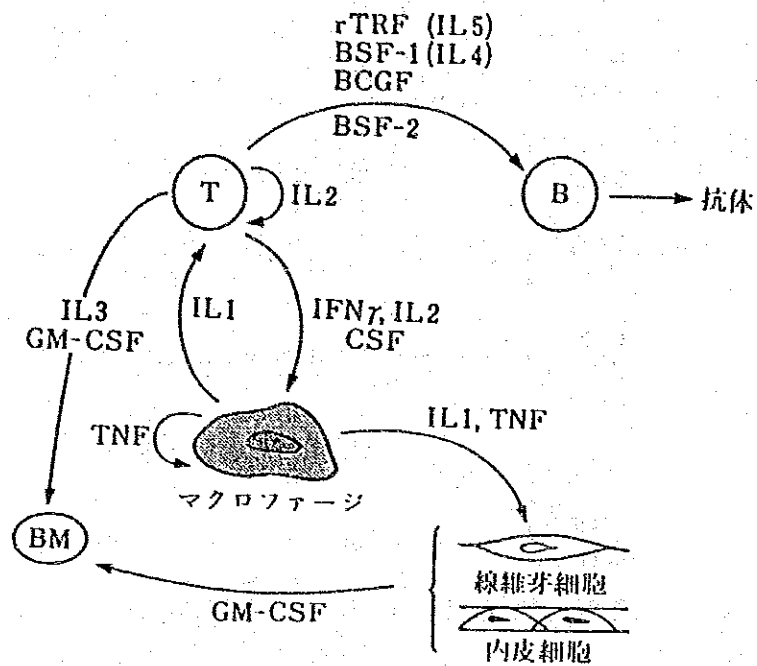 rTRF (IL5)
BSF-1(IL4)
BCGF
BSF-2
T
IL2
B
抗体
IL3
GM-CSF
IL1
IFNγ, IL2
CSF
TNF
IL1, TNF
マクロファージ
BM
線維芽細胞
GM-CSF
内皮細胞